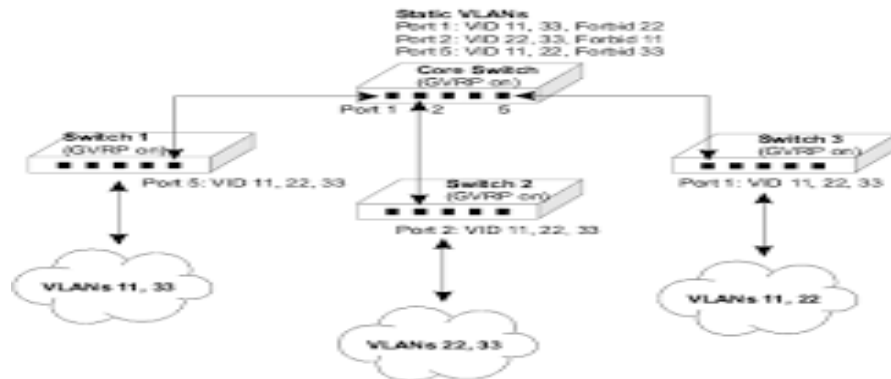 Static VLANs
Port 1: VID 11, 33, Forbid 22
Port 2: VID 22, 33, Forbid 11
Port 5: VID 11, 22, Forbid 33
Core Switch
(GVRP on)
Port 1 2 5
Switch 1
(GVRP on)
Port 5: VID 11, 22, 33
Switch 2
(GVRP on)
Port 2: VID 11, 22, 33
Switch 3
(GVRP on)
Port 1: VID 11, 22, 33
VLANs 11, 33
VLANs 22, 33
VLANs 11, 22